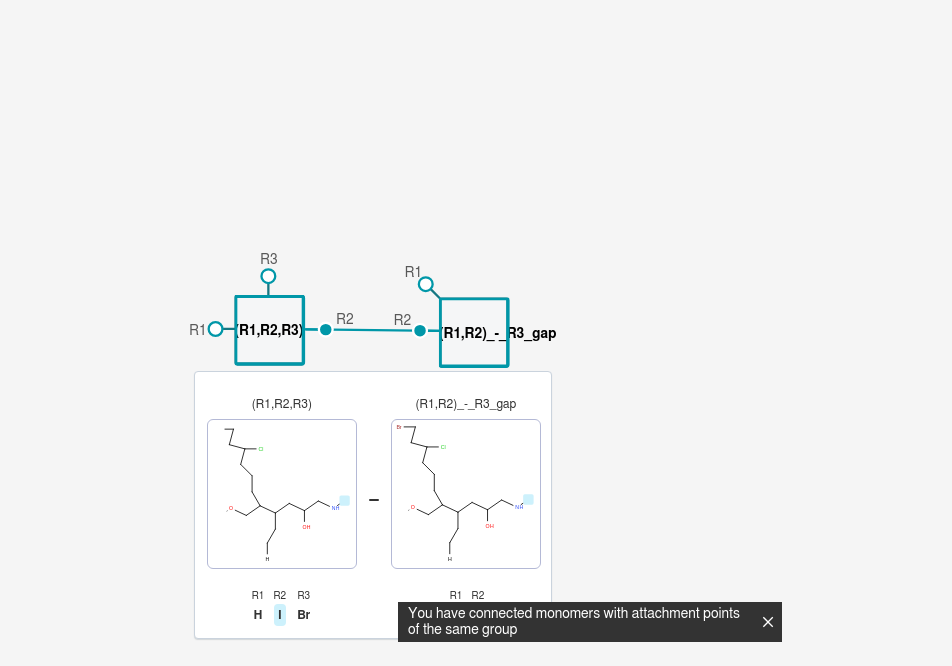 R3
R1
R1
(R1,R2,R3)
R2
R2
(R1,R2)_-_R3_gap
(R1,R2,R3)
(R1,R2)_-_R3_gap
Cl
O
NH
OH
H
–
Br
Cl
O
NH
OH
H
R1 R2 R3
H I Br
R1 R2
You have connected monomers with attachment points
of the same group